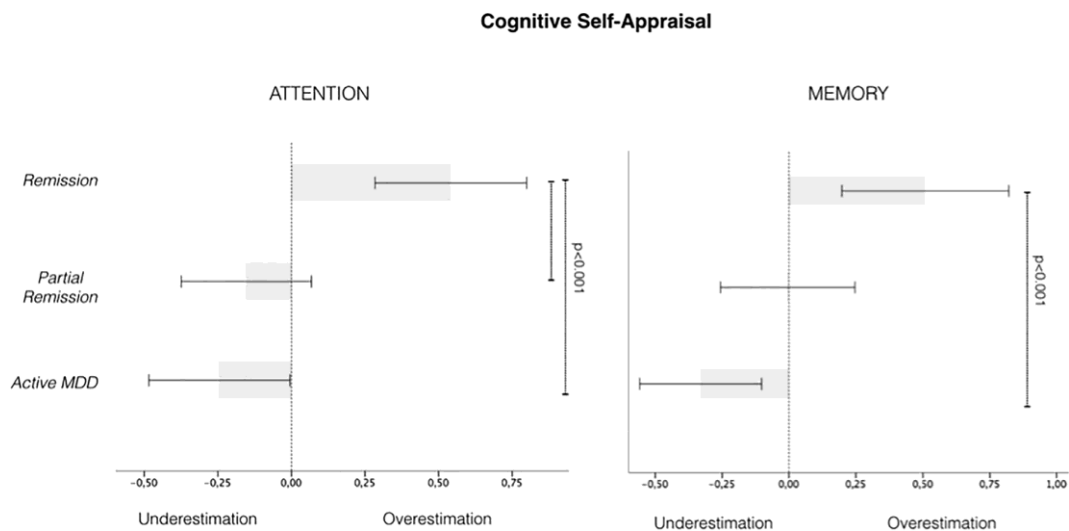 Cognitive Self-Appraisal
ATTENTION
Remission
Partial
Remission
Active MDD
p<0.001
-0,50 -0,25 0,00 0,25 0,50 0,75
Underestimation Overestimation
MEMORY
p<0.001
-0,50 -0,25 0,00 0,25 0,50 0,75 1,00
Underestimation Overestimation